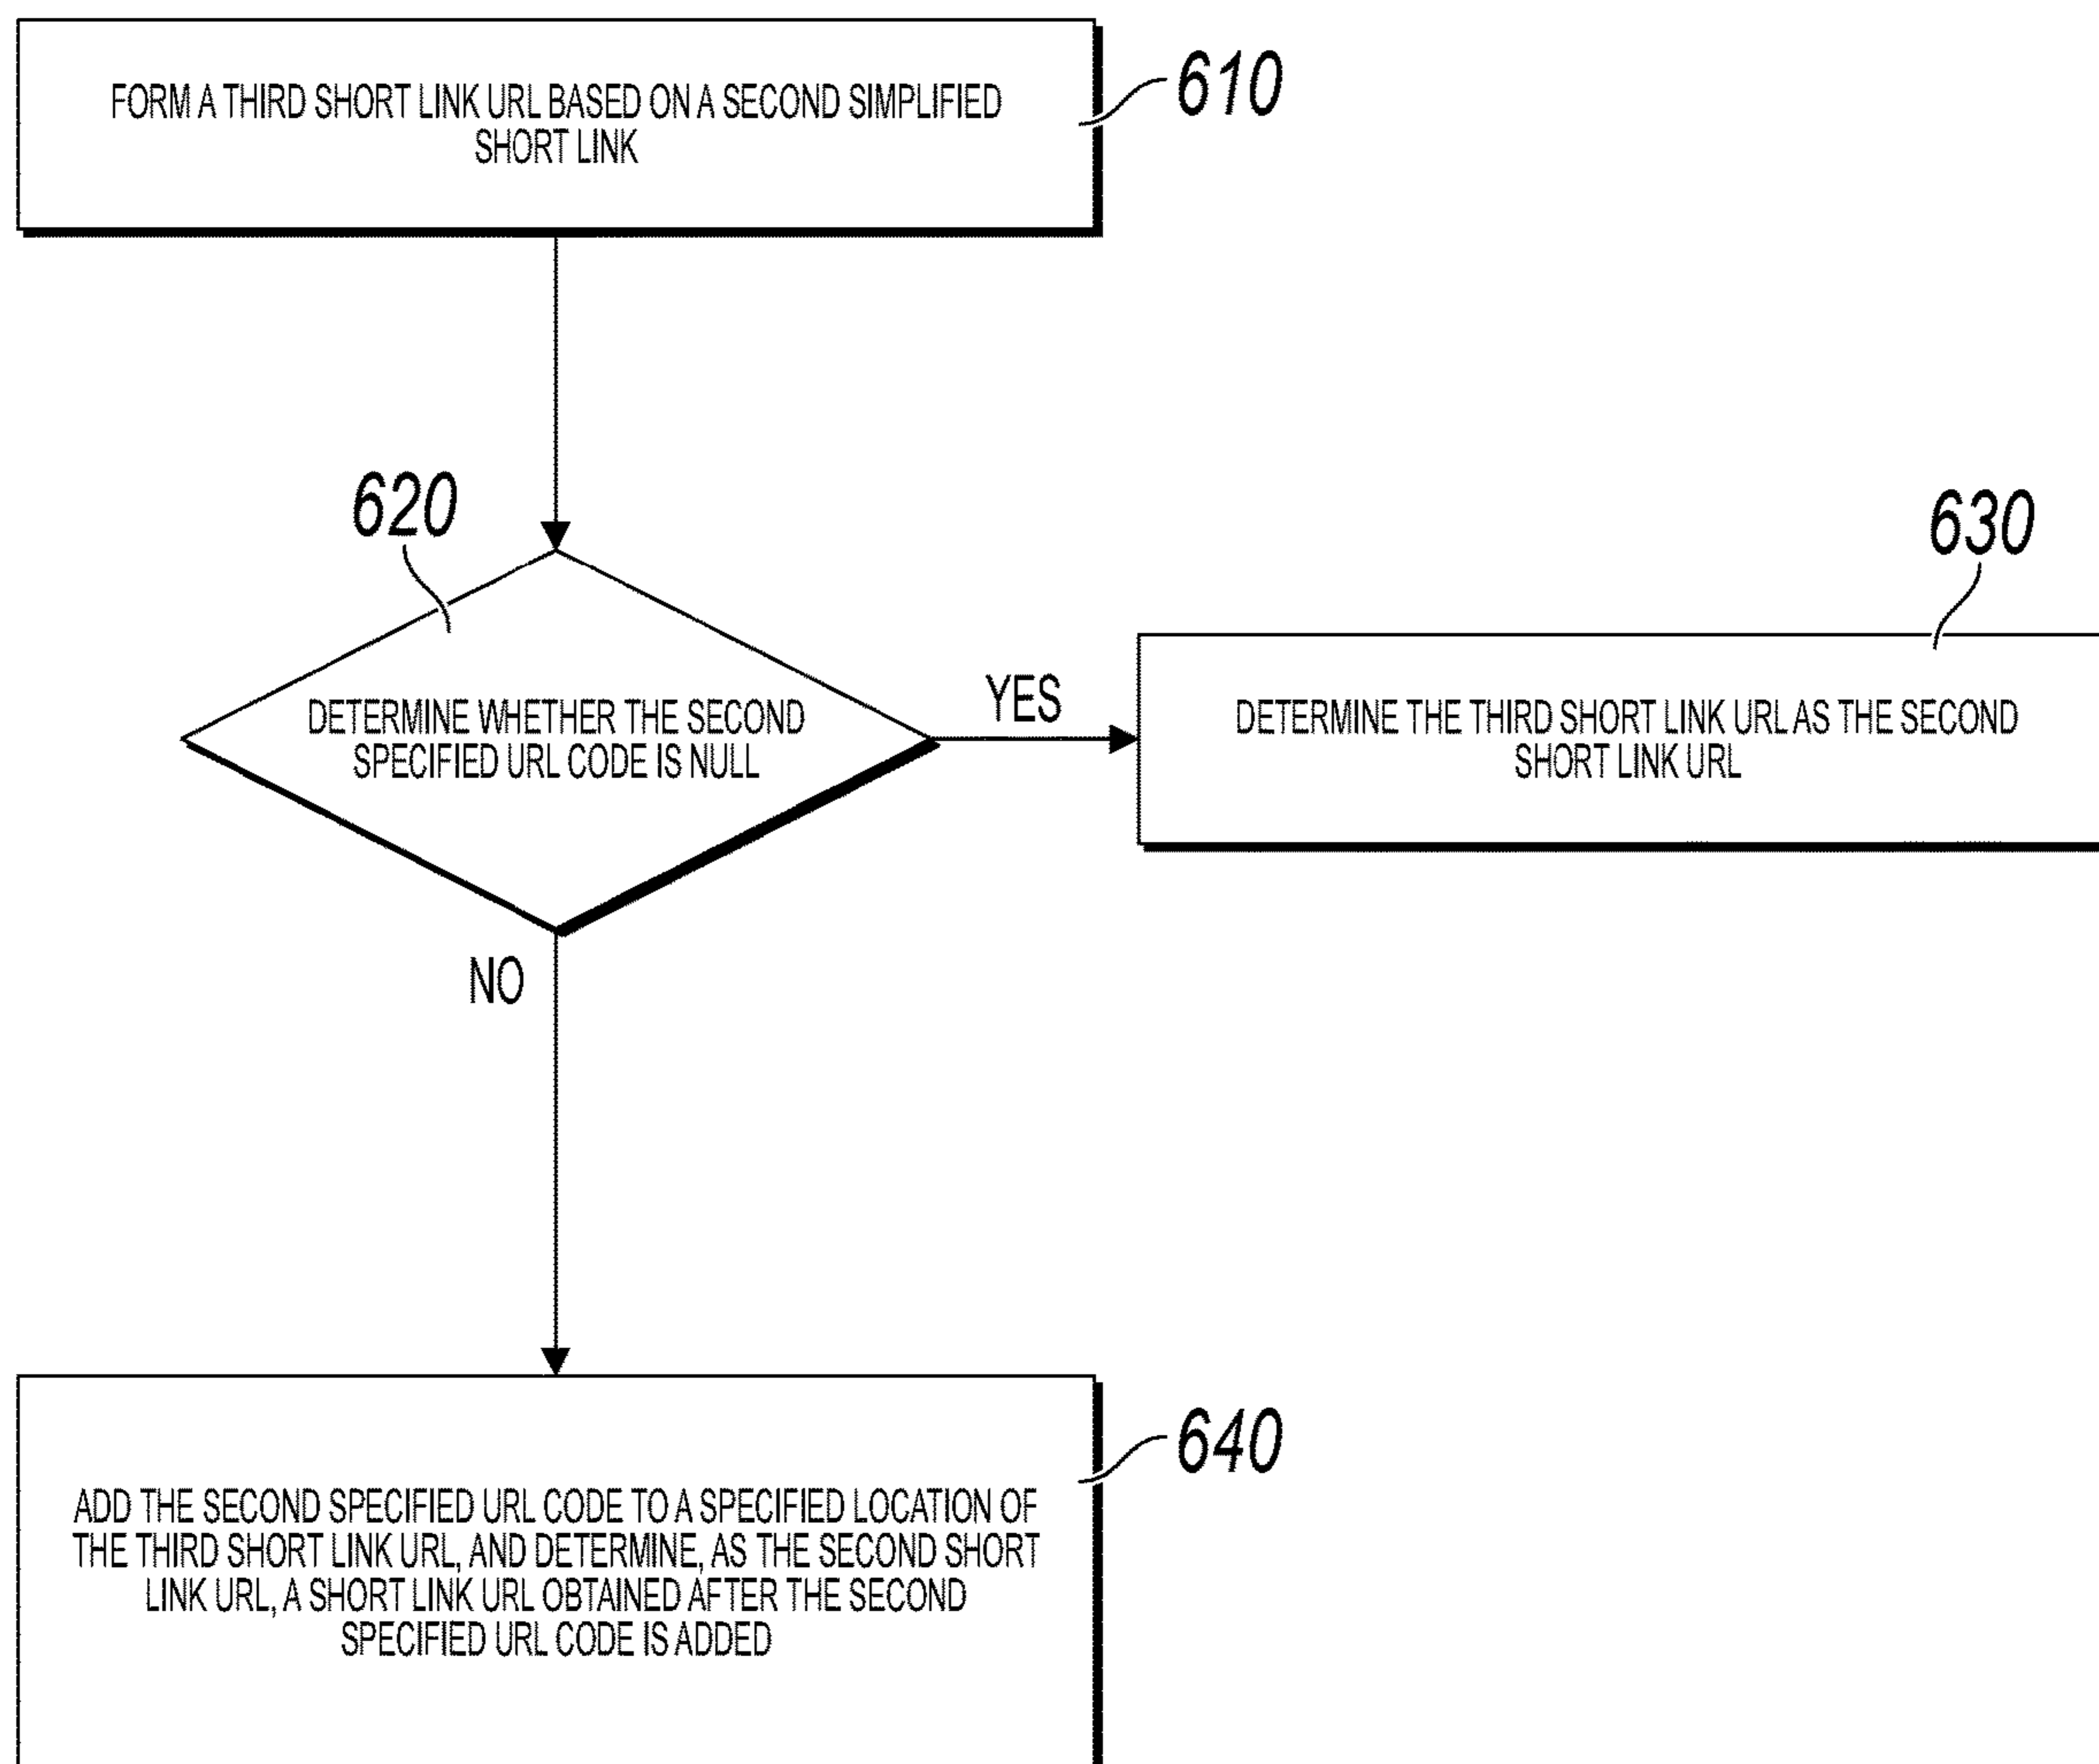 FORM A THIRD SHORT LINK URL BASED ON A SECOND SIMPLIFIED
SHORT LINK
610
620
DETERMINE WHETHER THE SECOND
SPECIFIED URL CODE IS NULL
YES
630
DETERMINE THE THIRD SHORT LINK URL AS THE SECOND
SHORT LINK URL
NO
640
ADD THE SECOND SPECIFIED URL CODE TO A SPECIFIED LOCATION OF
THE THIRD SHORT LINK URL, AND DETERMINE, AS THE SECOND SHORT
LINK URL, A SHORT LINK URL OBTAINED AFTER THE SECOND
SPECIFIED URL CODE IS ADDED